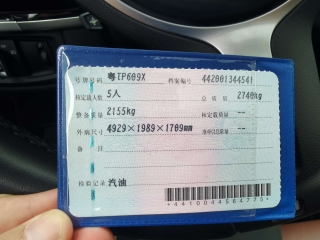 号牌号码 粤IP609X 档案编号 442001344541
核定载人数 5人 总质量 2740kg
整备质量 2155kg 核定载质量 --
外廓尺寸 4929×1989×1709mm 准牵引总质量 --
备注
检验记录 汽油
*4410044564775*